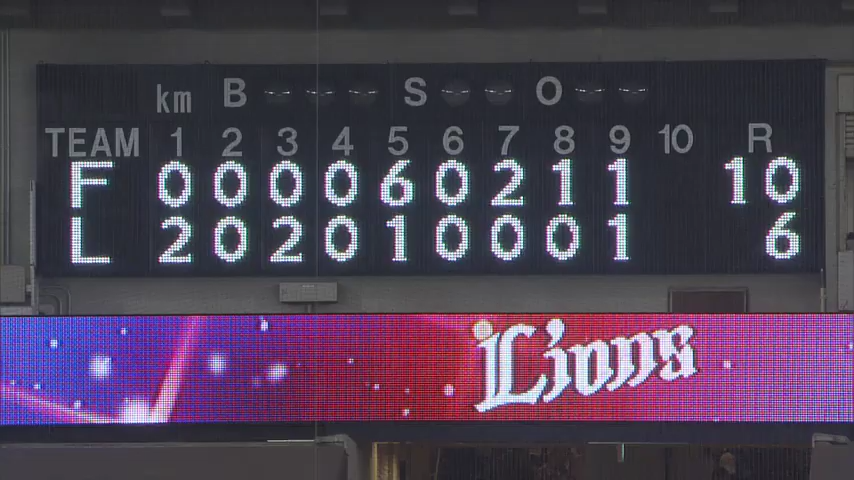 km B S O
TEAM 1 2 3 4 5 6 7 8 9 10 R
F 0 0 0 0 6 0 2 1 1 10
L 2 0 2 0 1 0 0 0 1 6
Lions